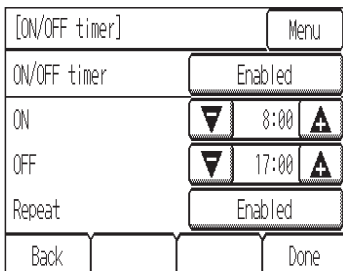 [ON/OFF timer] Menu
ON/OFF timer Enabled
ON 8:00
OFF 17:00
Repeat Enabled
Back Done